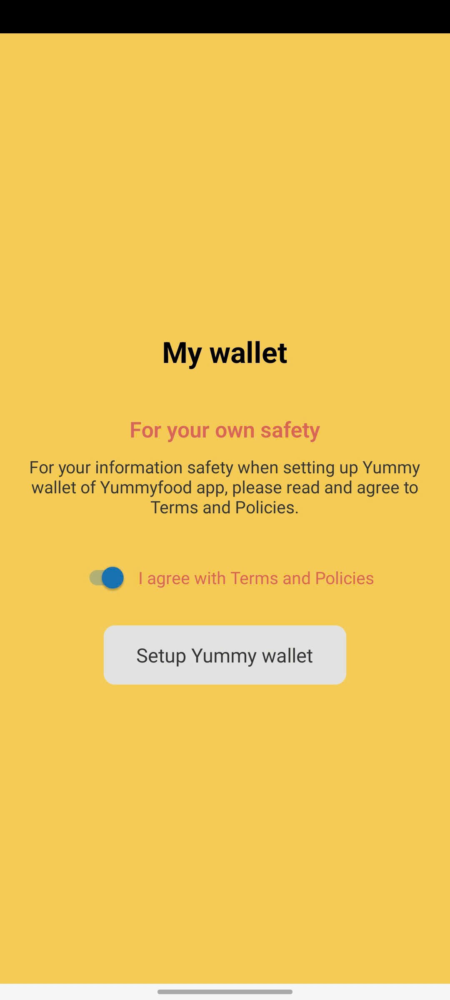 My wallet
For your own safety
For your information safety when setting up Yummy
wallet of Yummyfood app, please read and agree to
Terms and Policies.
I agree with Terms and Policies
Setup Yummy wallet